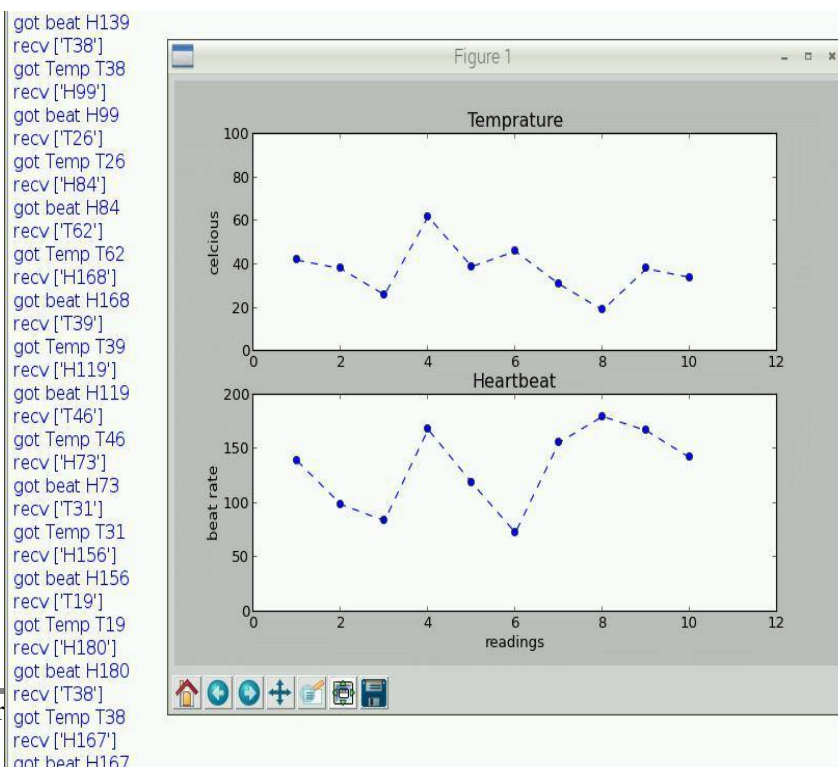 got beat H139
recv ['T38']
got Temp T38
recv ['H99']
got beat H99
recv ['T26']
got Temp T26
recv ['H84']
got beat H84
recv ['T62']
got Temp T62
recv ['H168']
got beat H168
recv ['T39']
got Temp T39
recv ['H119']
got beat H119
recv ['T46']
got Temp T46
recv ['H73']
got beat H73
recv ['T31']
got Temp T31
recv ['H156']
got beat H156
recv ['T19']
got Temp T19
recv ['H180']
got beat H180
recv ['T38']
got Temp T38
recv ['H167']
got beat H167
Figure 1
Temprature
celcious
100
80
60
40
20
0
0 2 4 6 8 10 12
Heartbeat
beat rate
200
150
100
50
0
0 2 4 6 8 10 12
readings